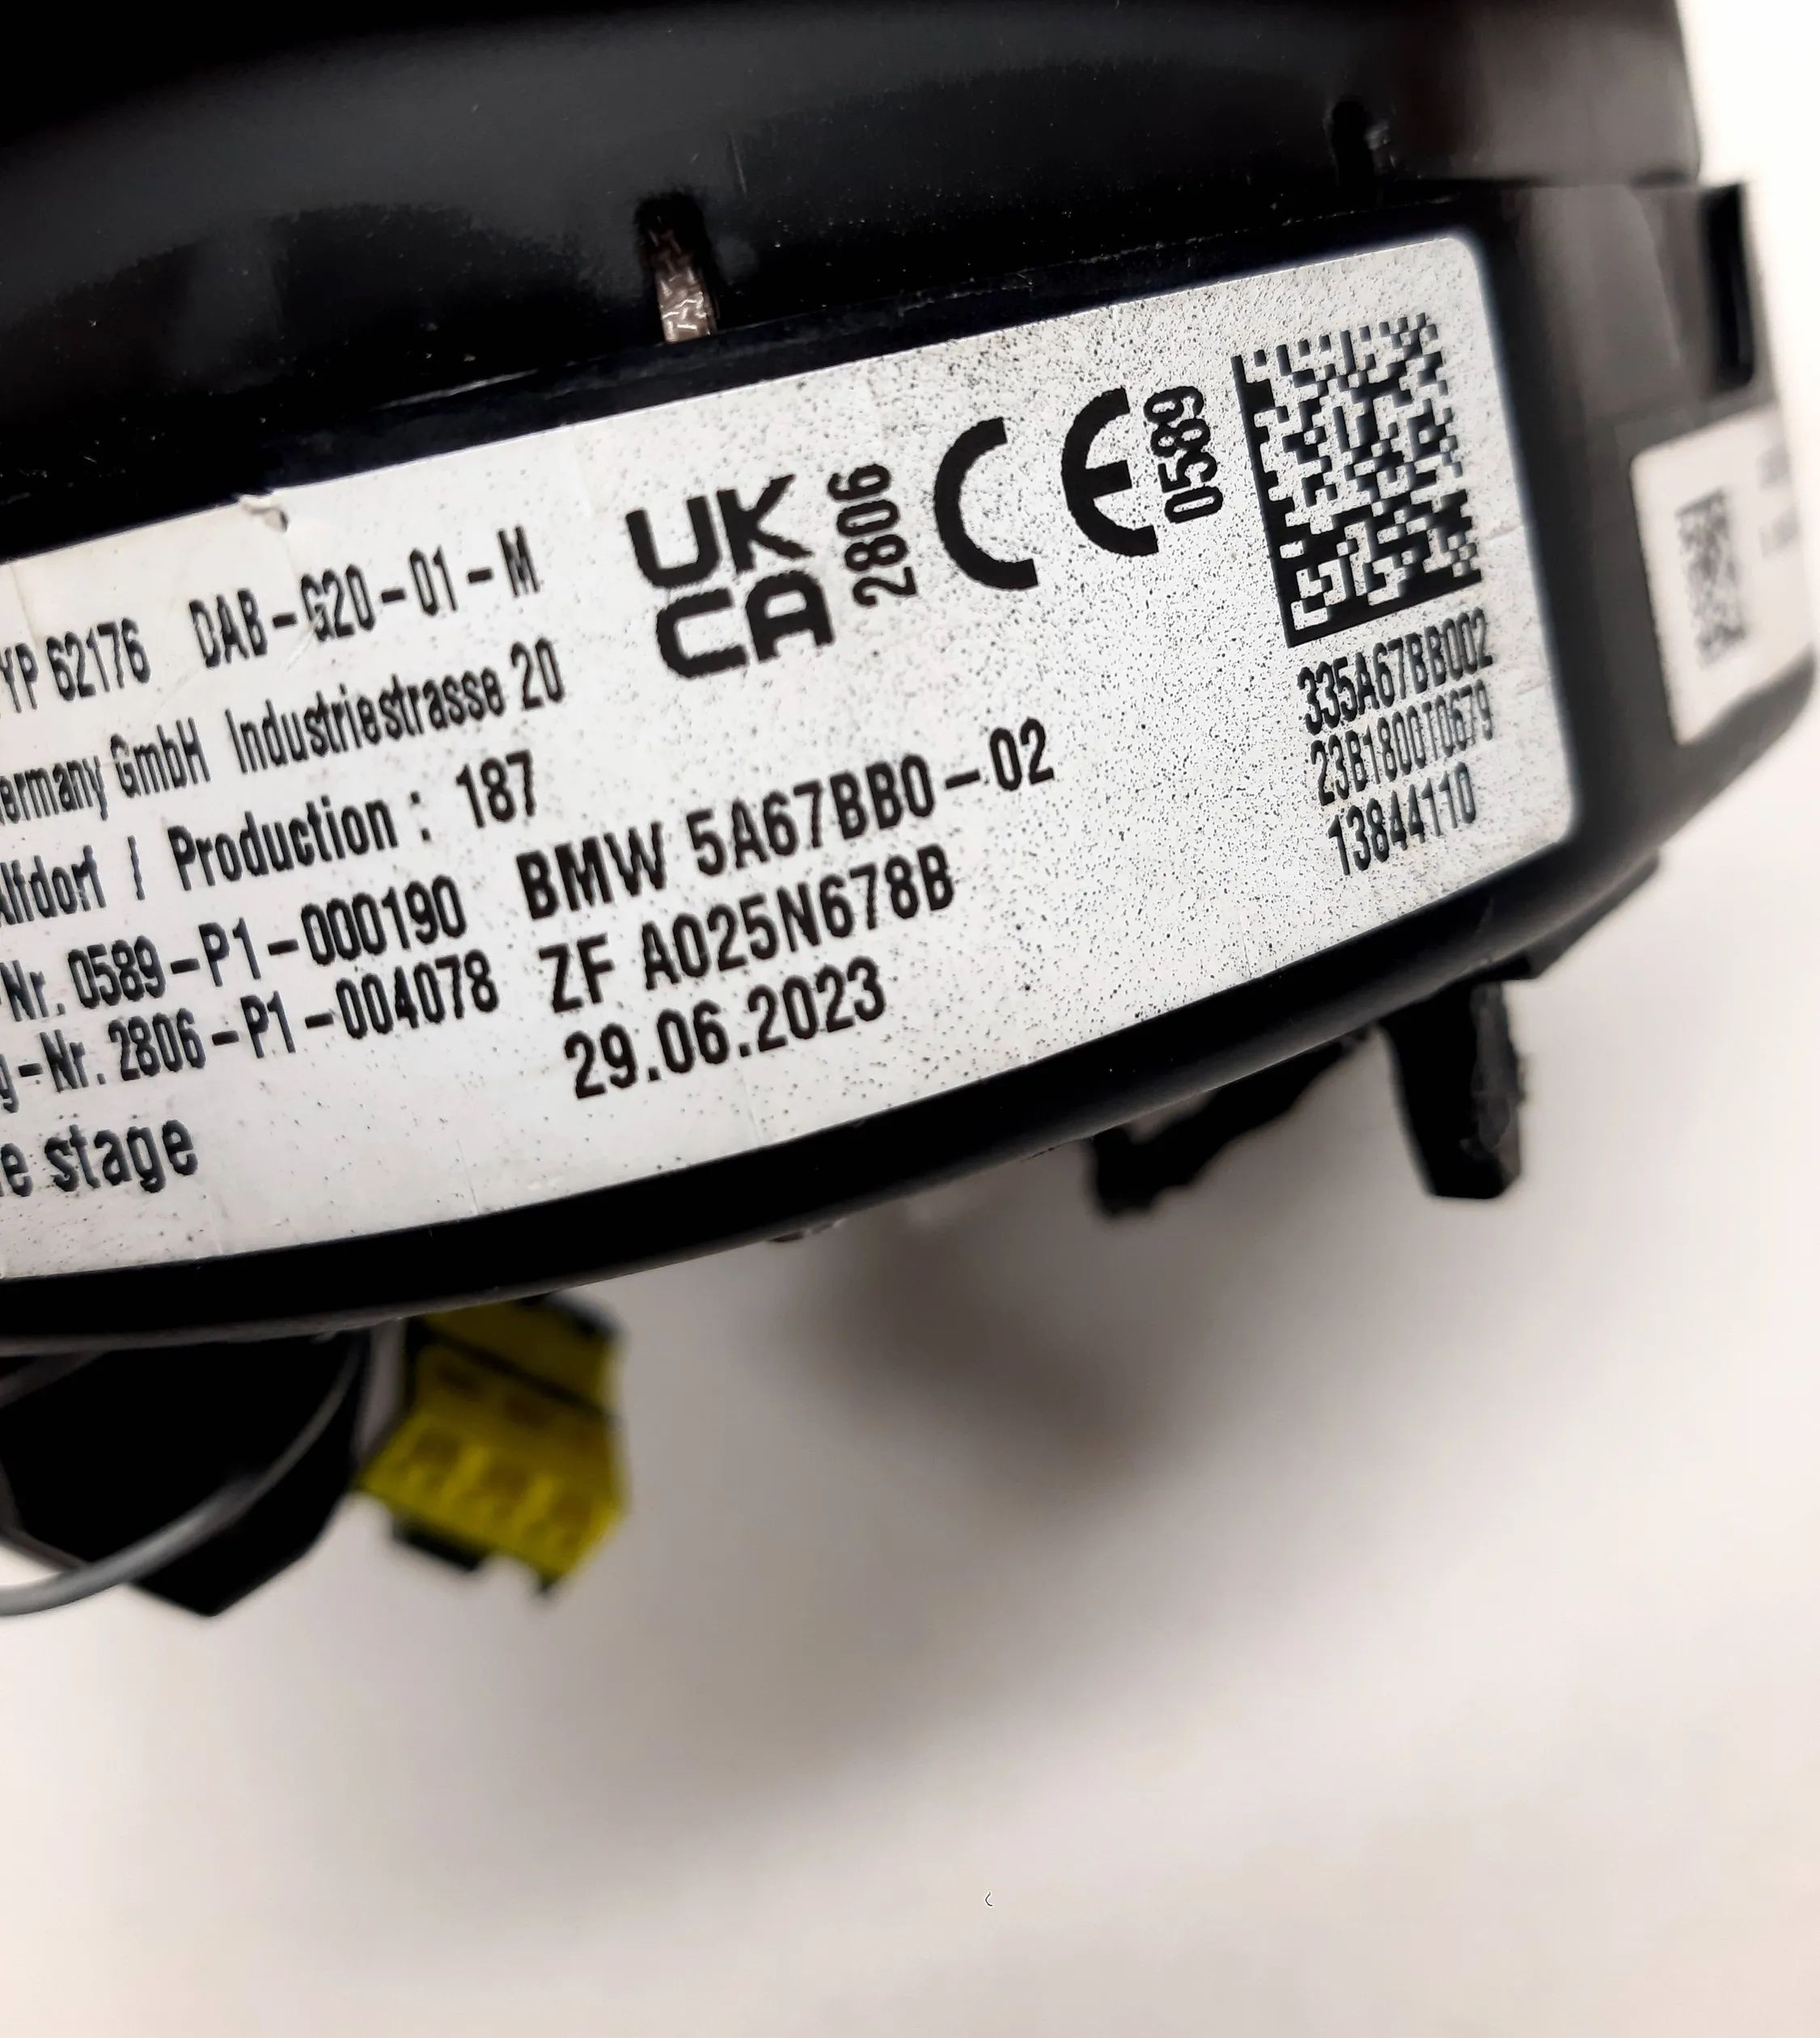 YP 62176 DAB-G20-01-M
ermany GmbH Industriestrasse 20
Alfdorf / Production : 187
Nr. 0589-P1-000190 BMW 5A67BB0-02
g-Nr. 2806-P1-004078 ZF A025N678B
29.06.2023
e stage
UK
CA
2806
CE
0589
335A67BB002
23B1800T0679
13844110